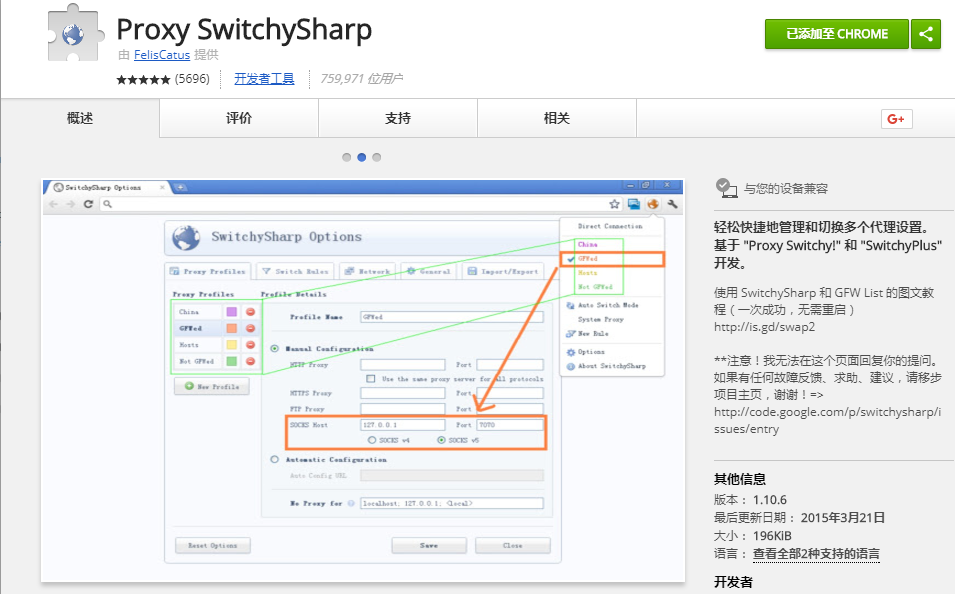 Proxy SwitchySharp
由 FelisCatus 提供
★★★★★ (5696) 开发者工具 759,971 位用户
已添加至 CHROME
概述 评价 支持 相关
G+
SwitchySharp Options
SwitchySharp Options
Proxy Profiles Switch Rules Network General Import/Export
Proxy Profiles
China
GFWed
Hosts
Not GFWed
New Profile
Profile Details
Profile Name GFWed
Manual Configuration
HTTP Proxy Port
Use the same proxy server for all protocols
HTTPS Proxy Port
FTP Proxy Port
SOCKS Host 127.0.0.1 Port 7070
SOCKS v4 SOCKS v5
Automatic Configuration
Auto Config URL
No Proxy for localhost; 127.0.0.1; <local>
Reset Options Save Close
Direct Connection
China
GFWed
Hosts
Not GFWed
Auto Switch Mode
System Proxy
New Rule
Options
About SwitchySharp
与您的设备兼容
轻松快捷地管理和切换多个代理设置。
基于 "Proxy Switchy!" 和 "SwitchyPlus"
开发。
使用 SwitchySharp 和 GFW List 的图文教
程（一次成功，无需重启）
http://is.gd/swap2
**注意！我无法在这个页面回复你的提问。
如果有任何故障反馈、求助、建议，请移步
项目主页，谢谢！=>
http://code.google.com/p/switchysharp/i
ssues/entry
其他信息
版本： 1.10.6
最后更新日期： 2015年3月21日
大小： 196KiB
语言： 查看全部2种支持的语言
开发者